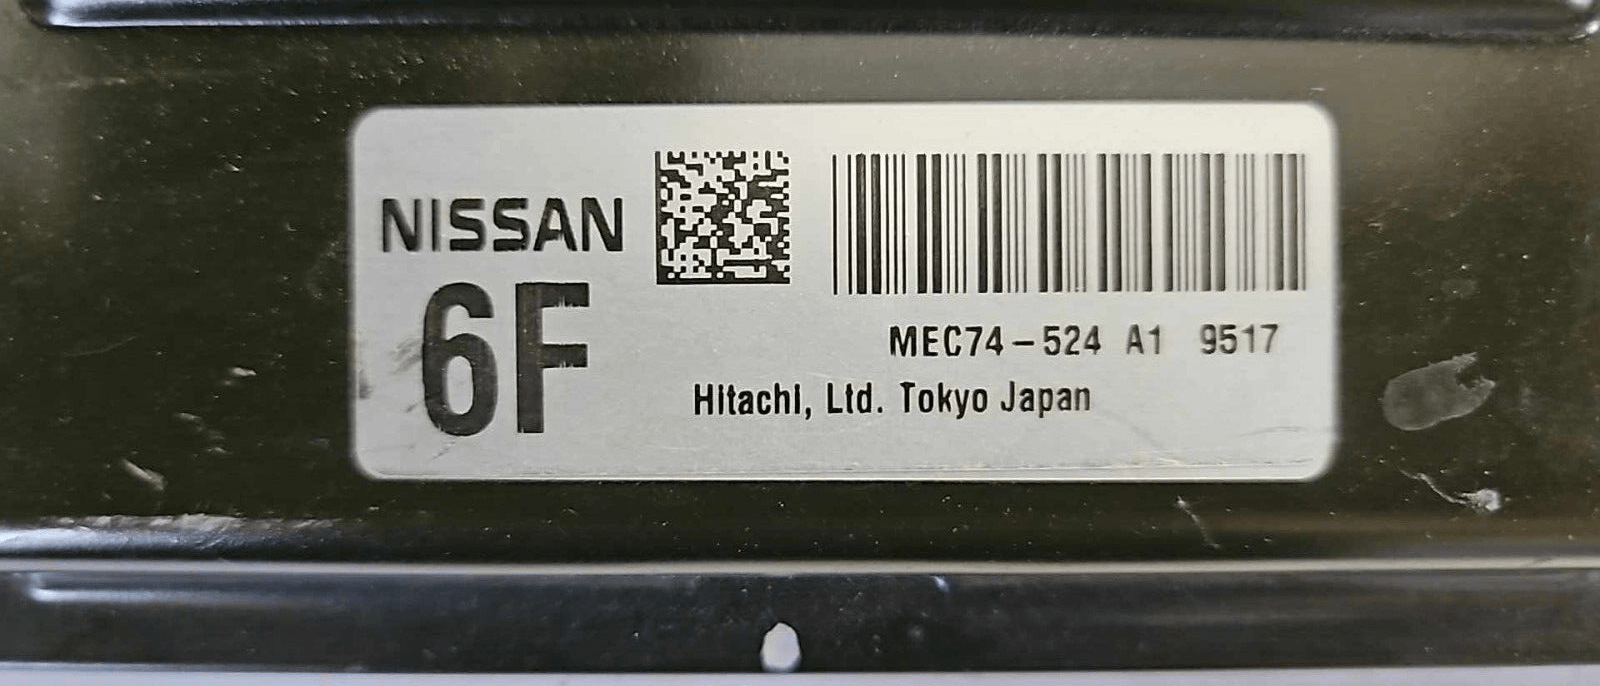 NISSAN
6F
MEC74-524 A1 9517
Hitachi, Ltd. Tokyo Japan